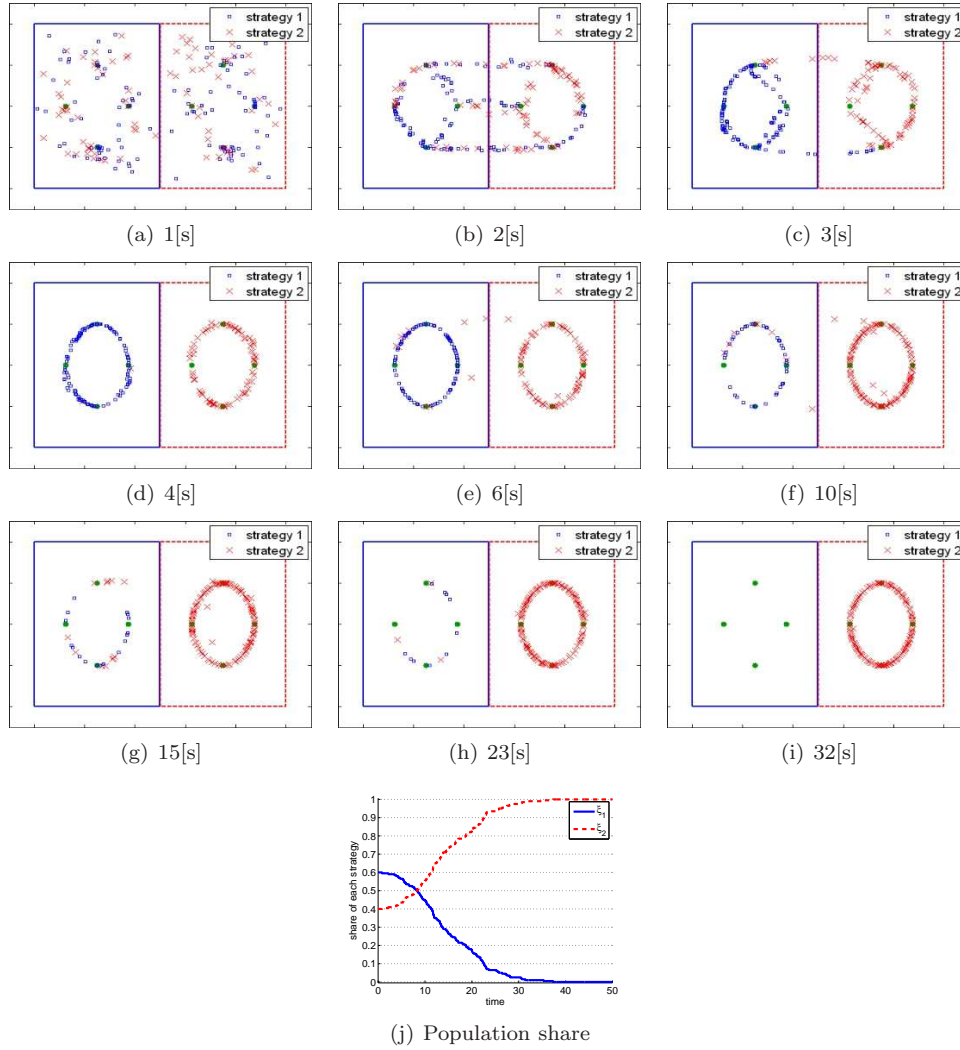 strategy 1
strategy 2
strategy 1
strategy 2
strategy 1
strategy 2
(a) 1[s]
(b) 2[s]
(c) 3[s]
strategy 1
strategy 2
strategy 1
strategy 2
strategy 1
strategy 2
(d) 4[s]
(e) 6[s]
(f) 10[s]
strategy 1
strategy 2
strategy 1
strategy 2
strategy 1
strategy 2
(g) 15[s]
(h) 23[s]
(i) 32[s]
share of each strategy
1
0.9
0.8
0.7
0.6
0.5
0.4
0.3
0.2
0.1
0
ξ1
ξ2
0 10 20 30 40 50
time
(j) Population share